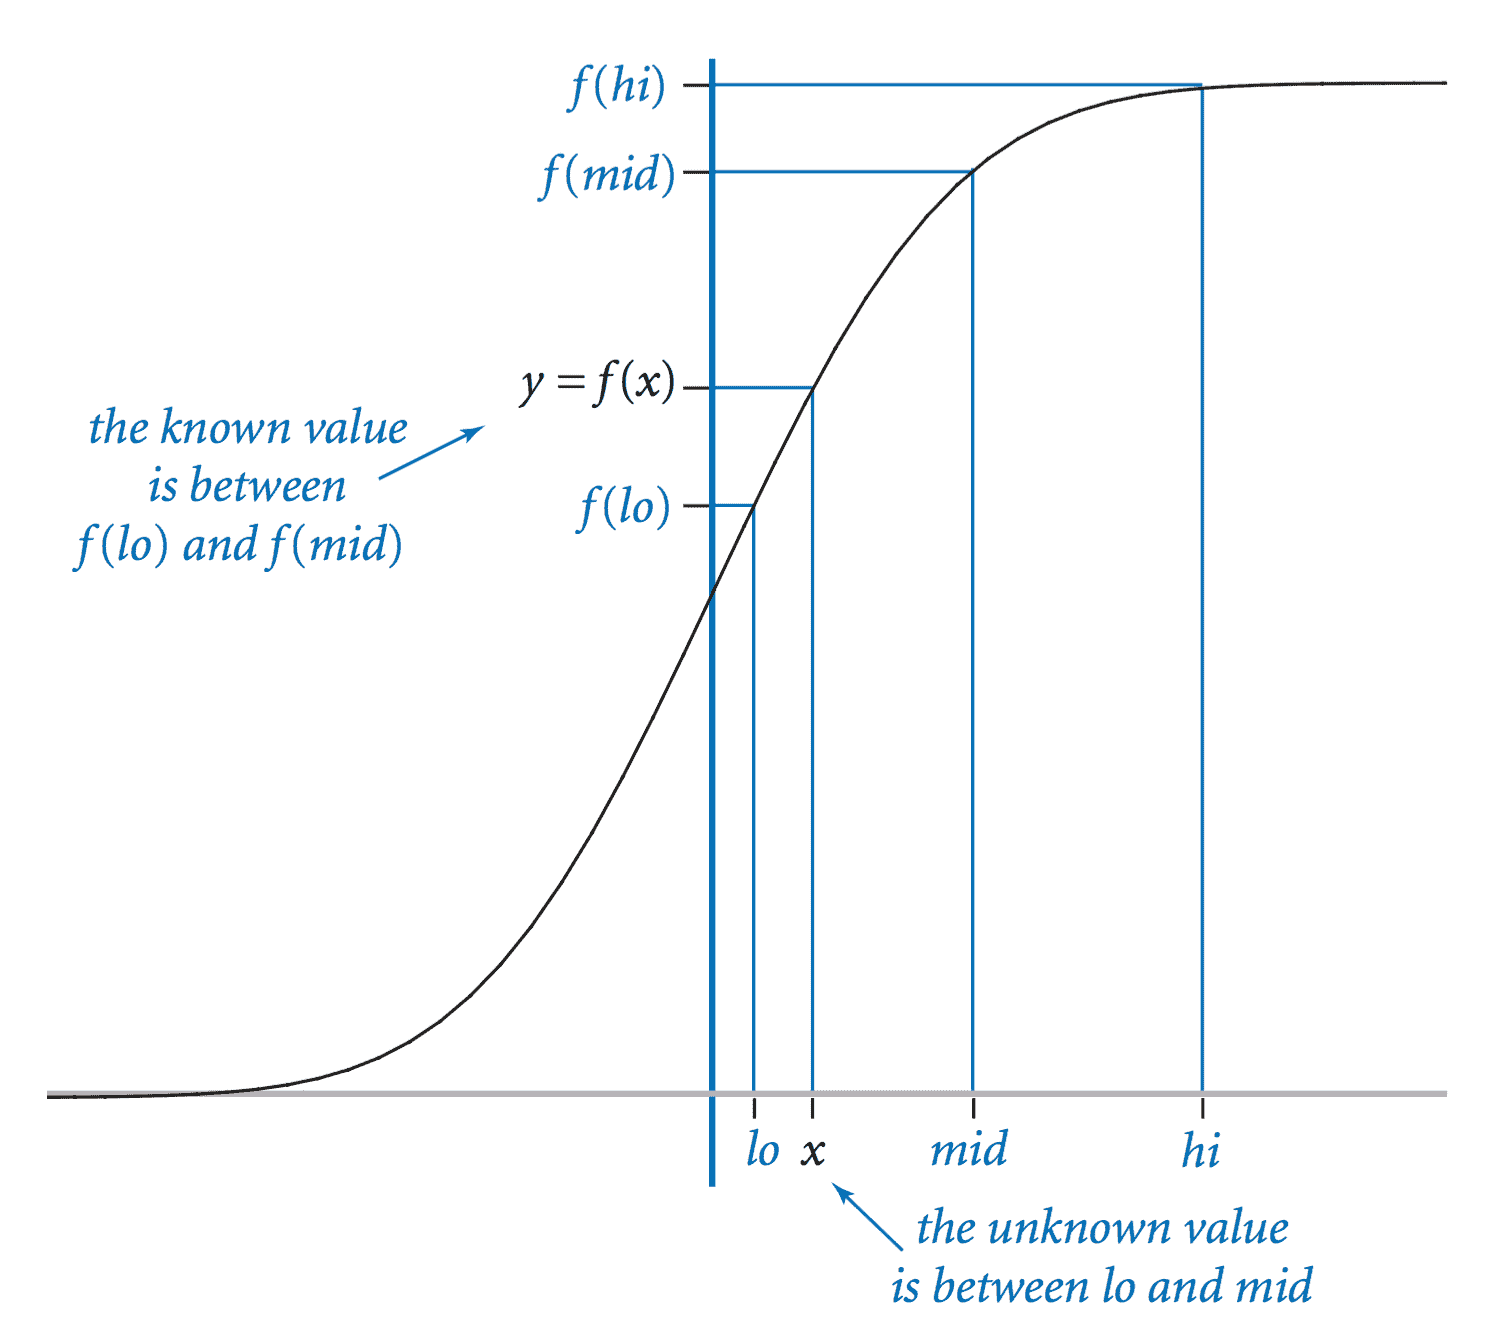 f(hi)
f(mid)
y = f(x)
the known value
is between
f(lo) and f(mid)
f(lo)
lo x mid hi
the unknown value
is between lo and mid